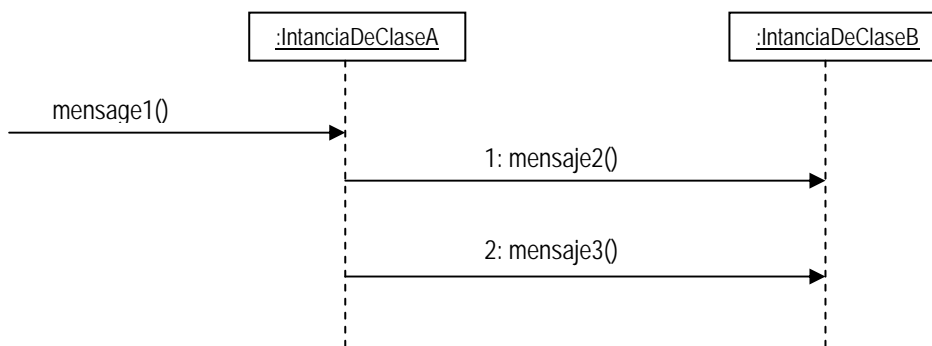 :IntanciaDeClaseA
:IntanciaDeClaseB
mensage1()
1: mensaje2()
2: mensaje3()